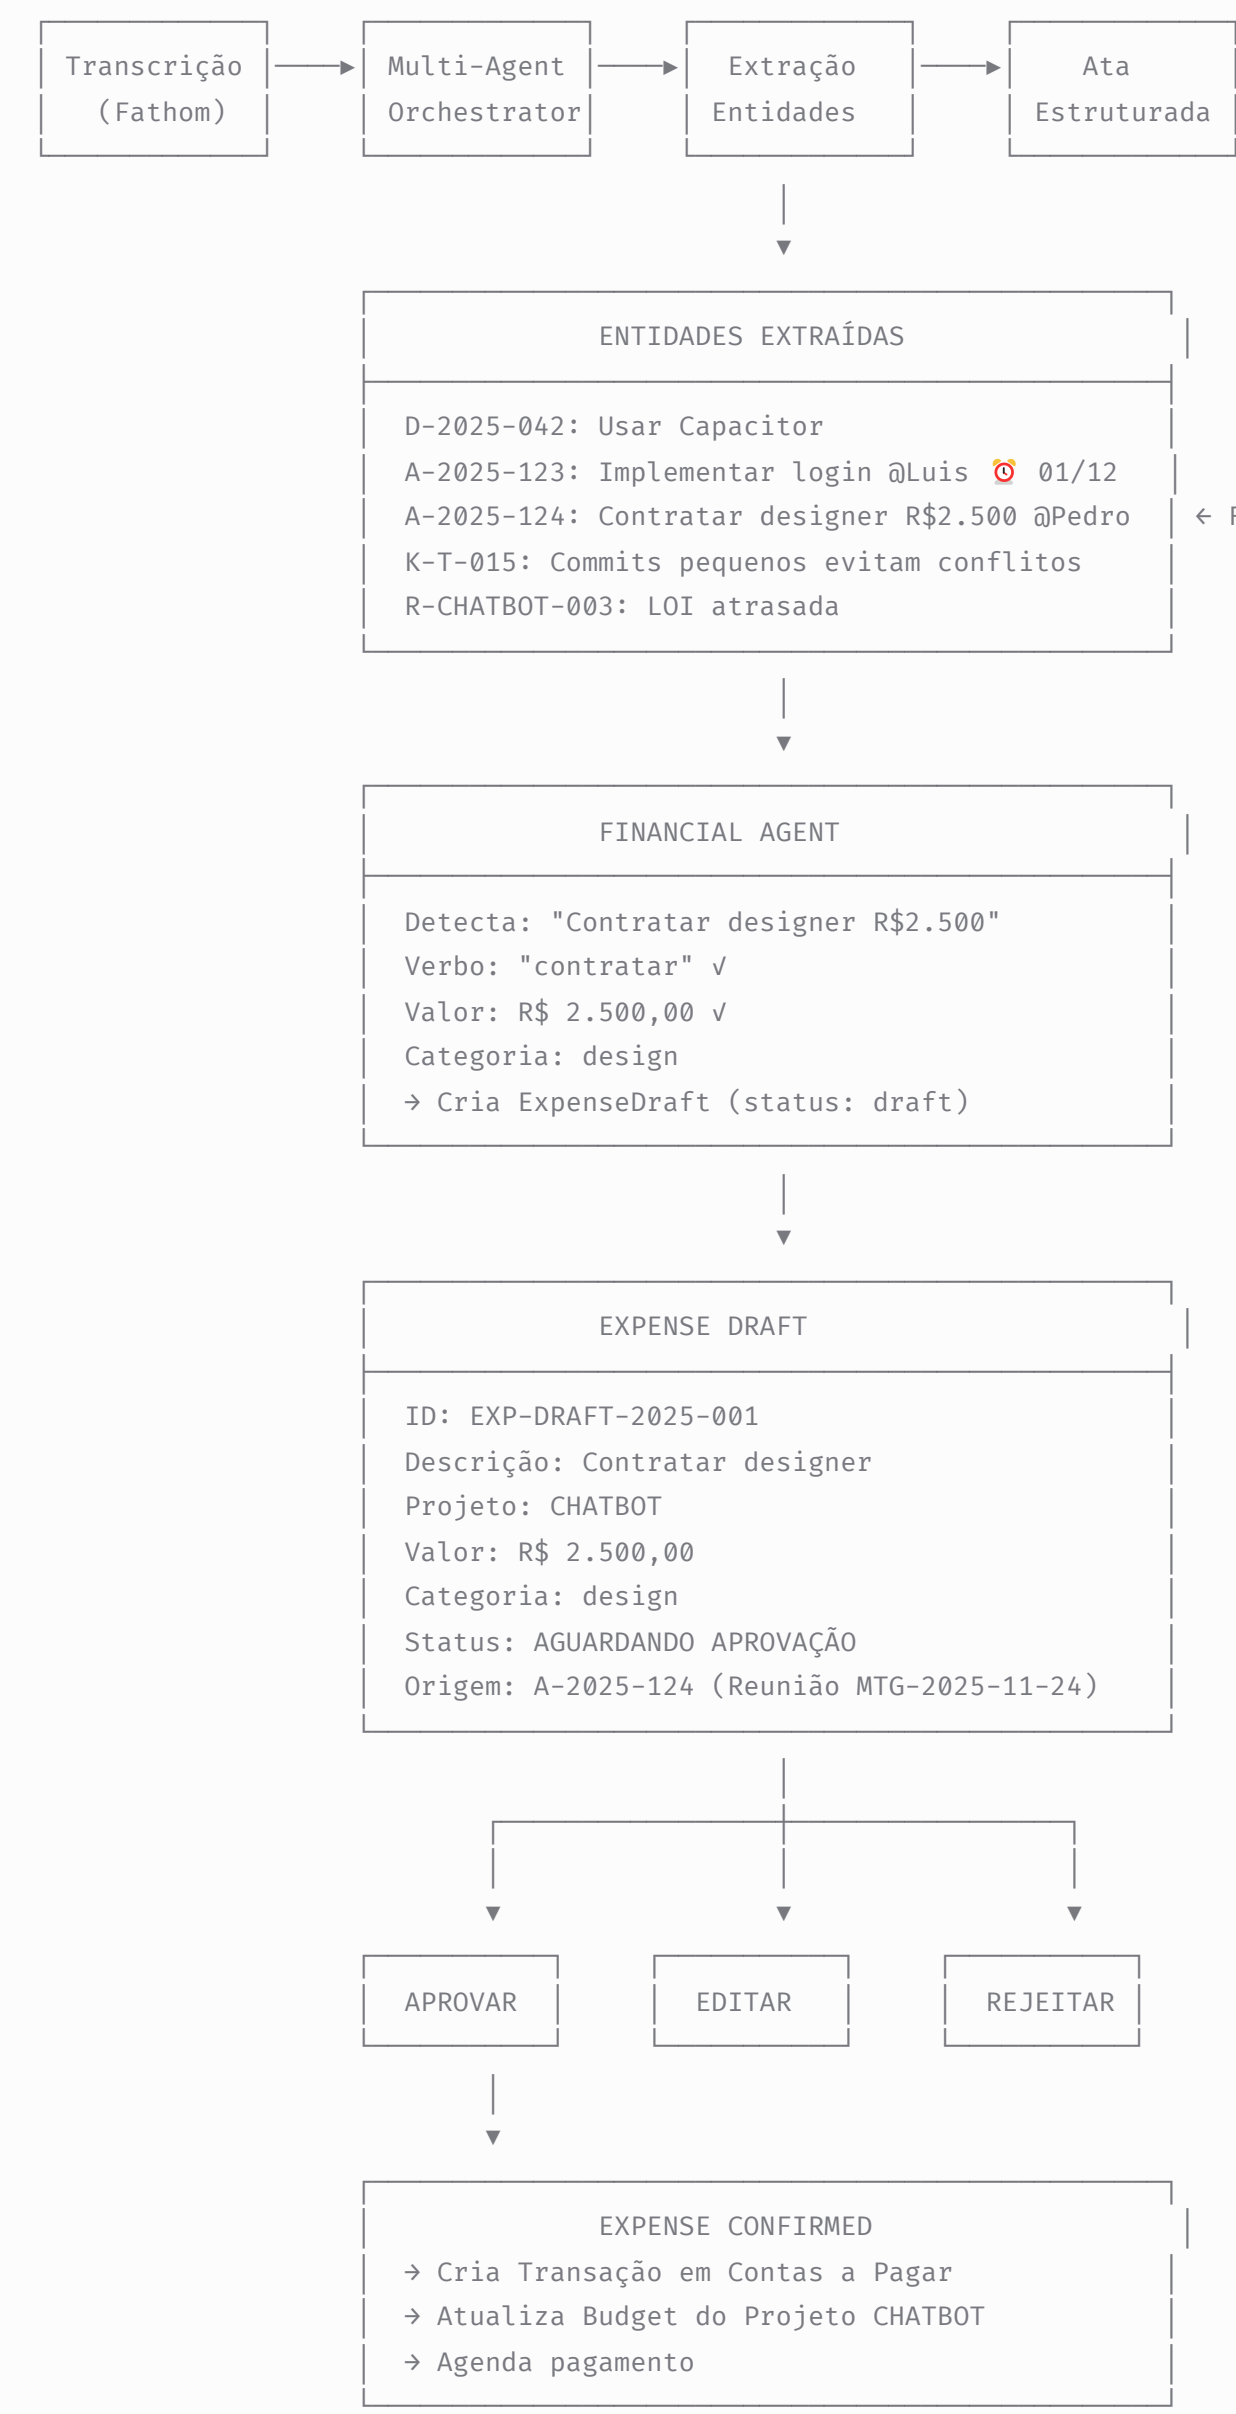 Transcrição Multi-Agent Extração Ata
(Fathom) Orchestrator Entidades Estruturada
ENTIDADES EXTRAÍDAS
D-2025-042: Usar Capacitor
A-2025-123: Implementar login @Luis ⏰ 01/12
A-2025-124: Contratar designer R$2.500 @Pedro ←
K-T-015: Commits pequenos evitam conflitos
R-CHATBOT-003: LOI atrasada
FINANCIAL AGENT
Detecta: "Contratar designer R$2.500"
Verbo: "contratar" ✓
Valor: R$ 2.500,00 ✓
Categoria: design
→ Cria ExpenseDraft (status: draft)
EXPENSE DRAFT
ID: EXP-DRAFT-2025-001
Descrição: Contratar designer
Projeto: CHATBOT
Valor: R$ 2.500,00
Categoria: design
Status: AGUARDANDO APROVAÇÃO
Origem: A-2025-124 (Reunião MTG-2025-11-24)
APROVAR EDITAR REJEITAR
EXPENSE CONFIRMED
→ Cria Transação em Contas a Pagar
→ Atualiza Budget do Projeto CHATBOT
→ Agenda pagamento